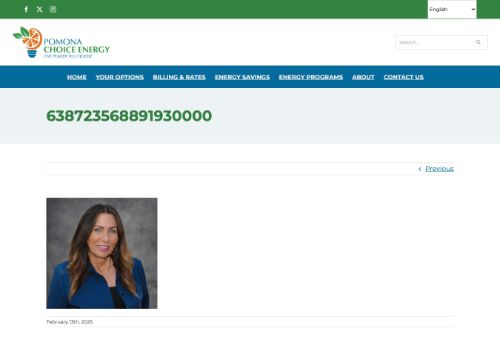 English
POMONA
CHOICE ENERGY
THE POWER TO CHOOSE
Search...
HOME YOUR OPTIONS BILLING & RATES ENERGY SAVINGS ENERGY PROGRAMS ABOUT CONTACT US
638723568891930000
Previous
February 13th, 2025